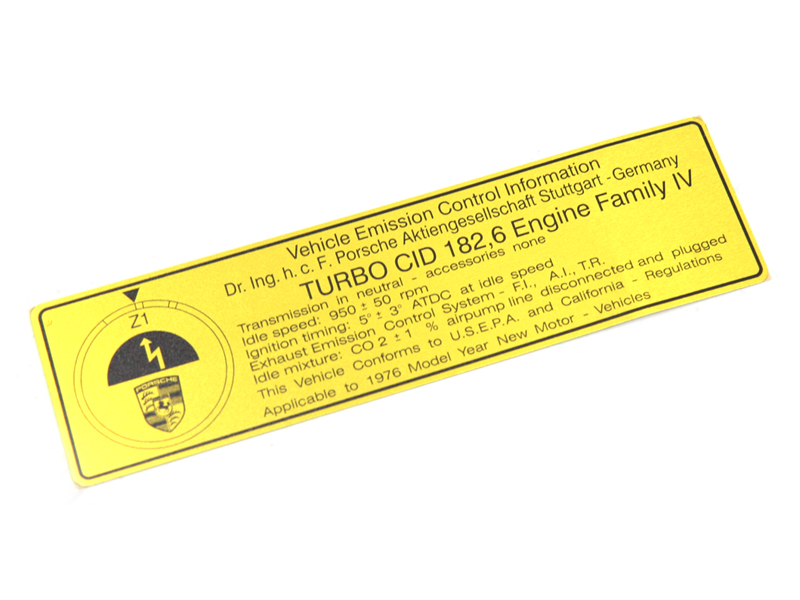 Vehicle Emission Control Information
Dr. Ing. h. c. F. Porsche Aktiengesellschaft Stuttgart -Germany
TURBO CID 182,6 Engine Family IV
Transmission in neutral - accessories none
Idle speed: 950 ± 50 rpm
Ignition timing: 5° ± 3° ATDC at idle speed
Exhaust Emission Control System - F.I., A.I., T.R.
Idle mixture: CO 2 ±1 % airpump line disconnected and plugged
This Vehicle Conforms to U.S.E.P.A. and California - Regulations
Applicable to 1976 Model Year New Motor - Vehicles
Z1
PORSCHE